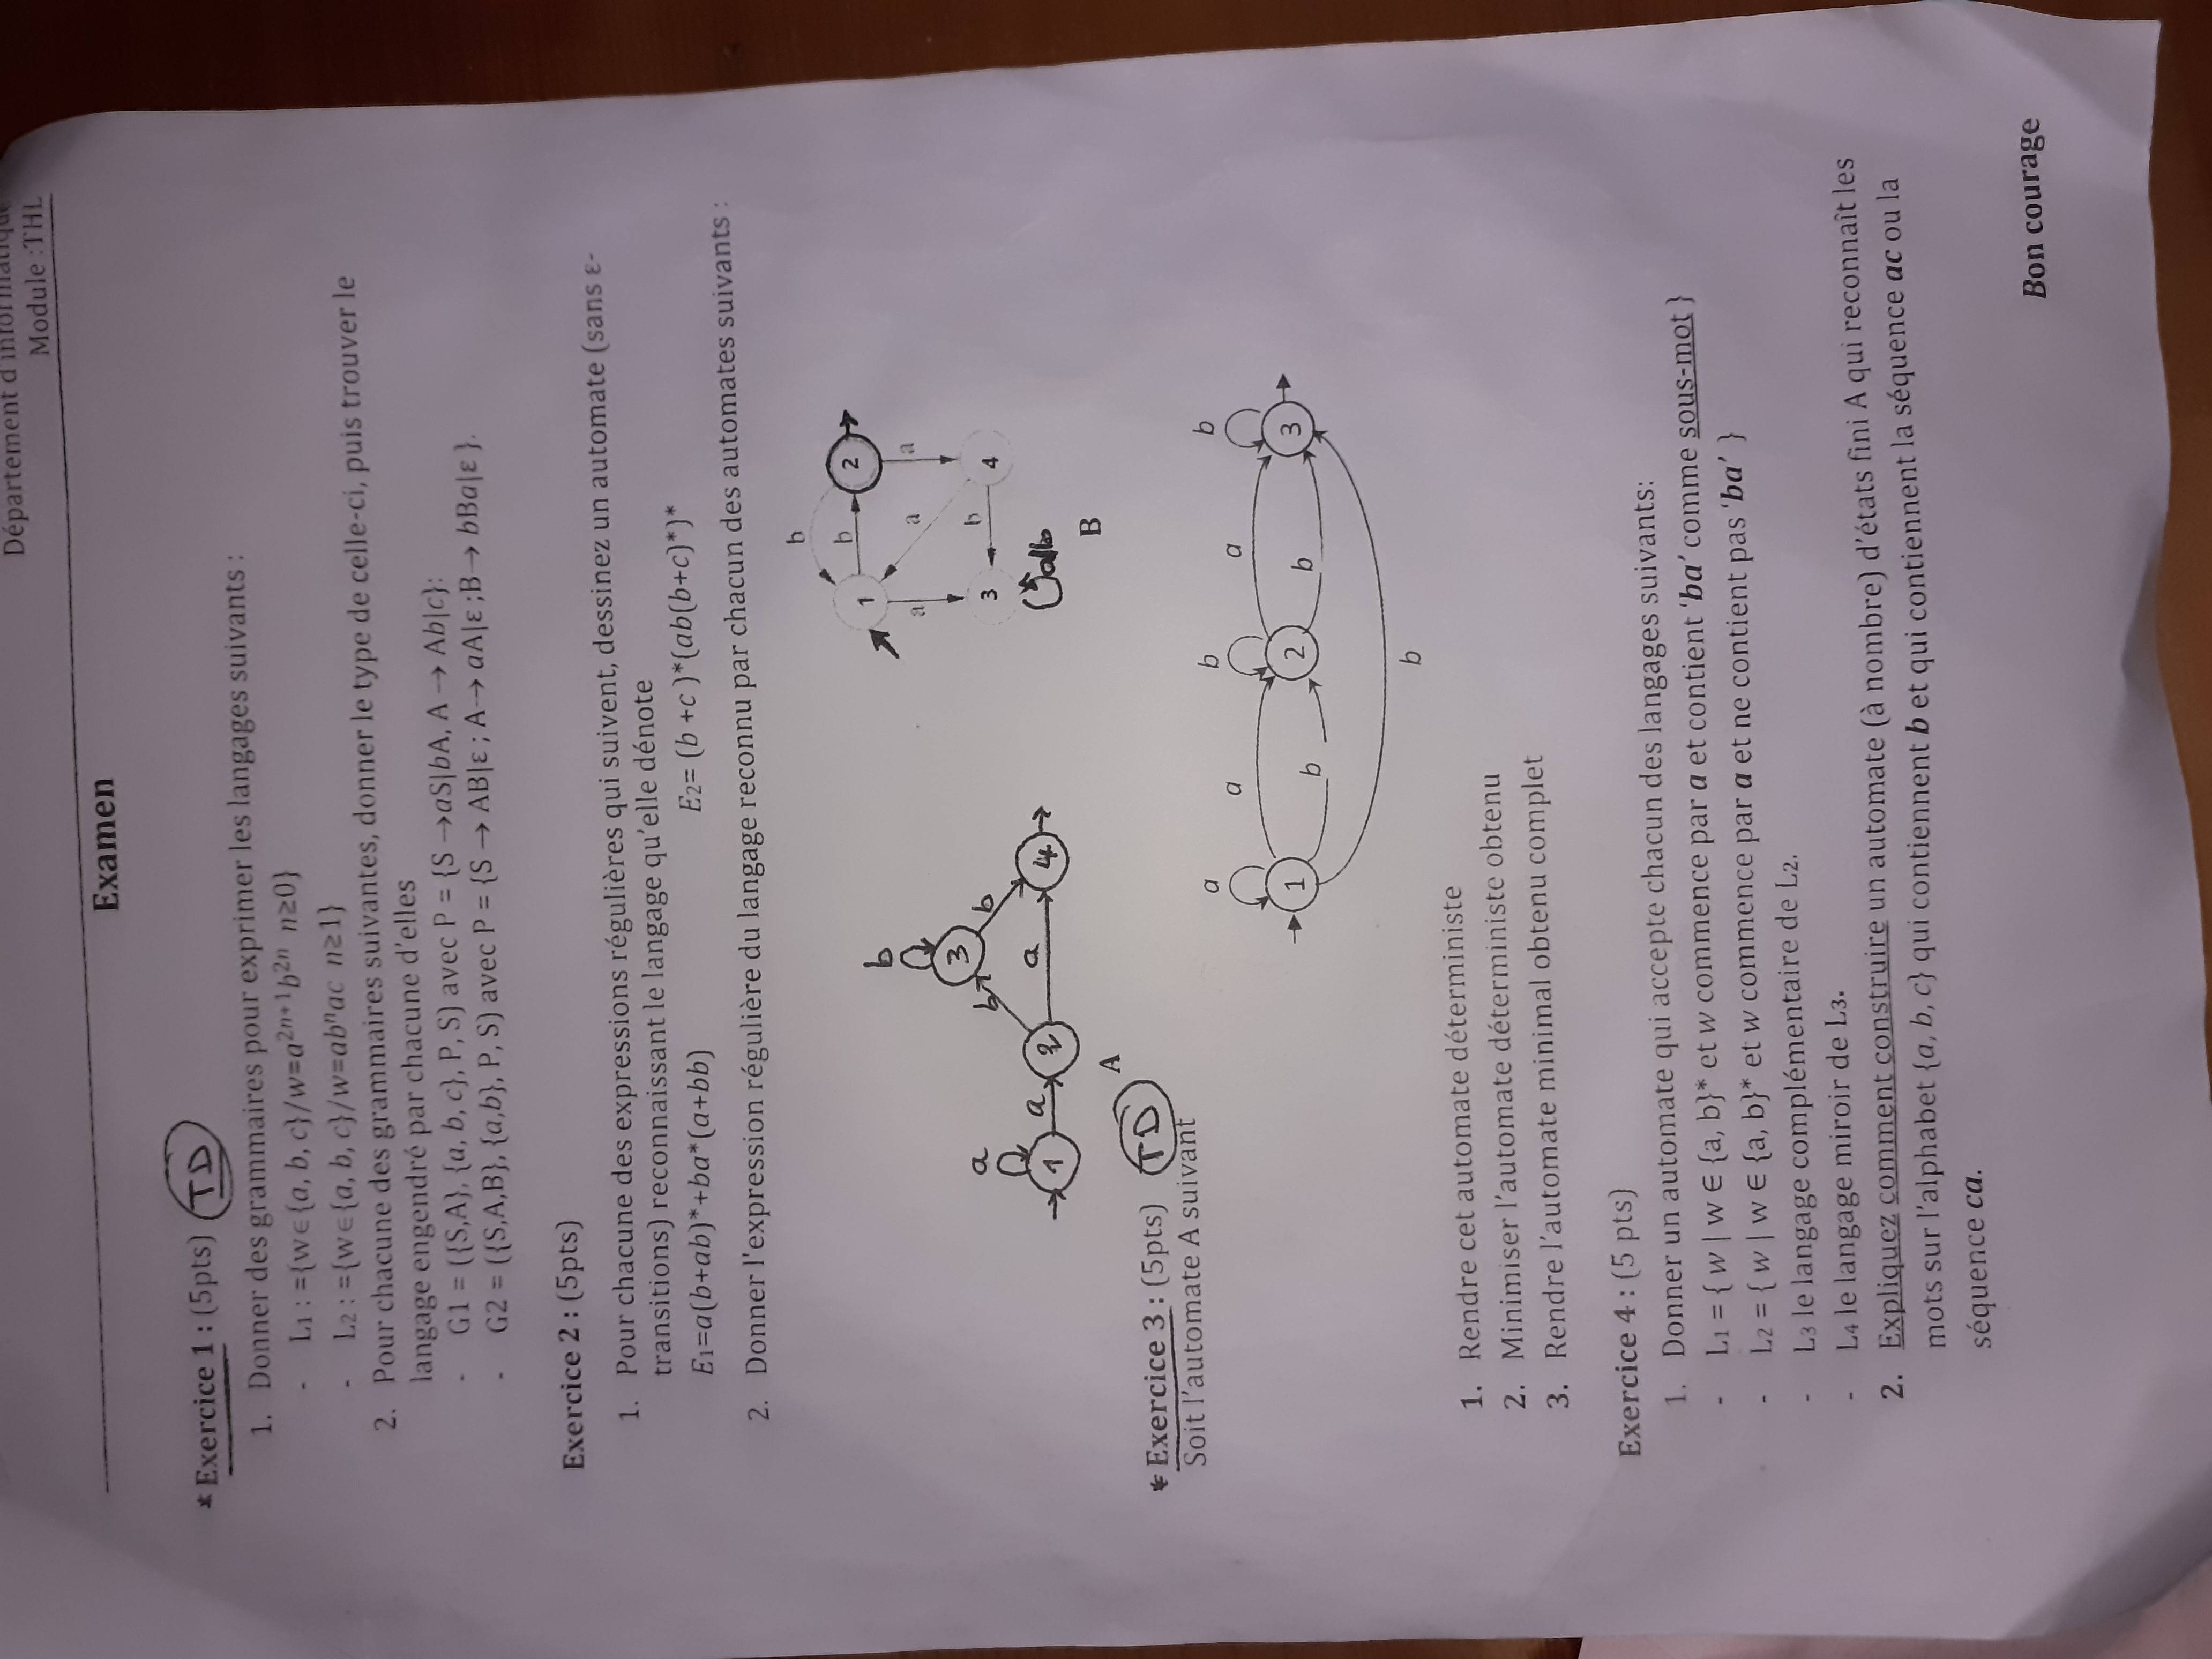 Département d'informatique
Module :THL
Examen
* Exercice 1 : (5pts) TD
1. Donner des grammaires pour exprimer les langages suivants :
- L1 : ={w∈{a, b, c}/w=a²ⁿ⁺¹b²ⁿ n≥0}
- L2 : ={w∈{a, b, c}/w=abⁿac n≥1}
2. Pour chacune des grammaires suivantes, donner le type de celle-ci, puis trouver le
langage engendré par chacune d'elles
- G1 = ({S,A}, {a, b, c}, P, S) avec P = {S →aS|bA, A → Ab|c}:
- G2 = ({S,A,B}, {a,b}, P, S) avec P = {S → AB|ε ; A→ aA|ε ;B→ bBa|ε }.
Exercice 2 : (5pts)
1. Pour chacune des expressions régulières qui suivent, dessinez un automate (sans ε-
transitions) reconnaissant le langage qu'elle dénote
E1=a(b+ab)*+ba*(a+bb) E2= (b +c )*(ab(b+c)*)*
2. Donner l'expression régulière du langage reconnu par chacun des automates suivants :
b
1 b 2
a a a
3 b 4
B
b
3
a b b
1 a 2 a 4
A
* Exercice 3 : (5pts) TD
Soit l'automate A suivant
a b b
a a
1 2 3
b b
b
1. Rendre cet automate déterministe
2. Minimiser l'automate déterministe obtenu
3. Rendre l'automate minimal obtenu complet
Exercice 4 : (5 pts)
1. Donner un automate qui accepte chacun des langages suivants:
- L1 = { w | w ∈ {a, b}* et w commence par a et contient ‘ba’ comme sous-mot }
- L2 = { w | w ∈ {a, b}* et w commence par a et ne contient pas ‘ba’ }
- L3 le langage complémentaire de L2.
- L4 le langage miroir de L3.
2. Expliquez comment construire un automate (à nombre) d'états fini A qui reconnaît les
mots sur l'alphabet {a, b, c} qui contiennent b et qui contiennent la séquence ac ou la
séquence ca.
Bon courage